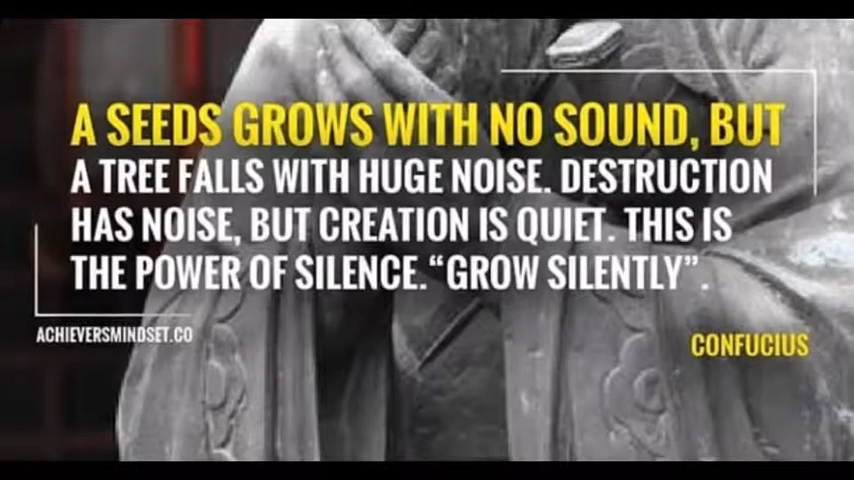 A SEEDS GROWS WITH NO SOUND, BUT
A TREE FALLS WITH HUGE NOISE. DESTRUCTION
HAS NOISE, BUT CREATION IS QUIET. THIS IS
THE POWER OF SILENCE.“GROW SILENTLY”.
ACHIEVERSMINDSET.CO
CONFUCIUS